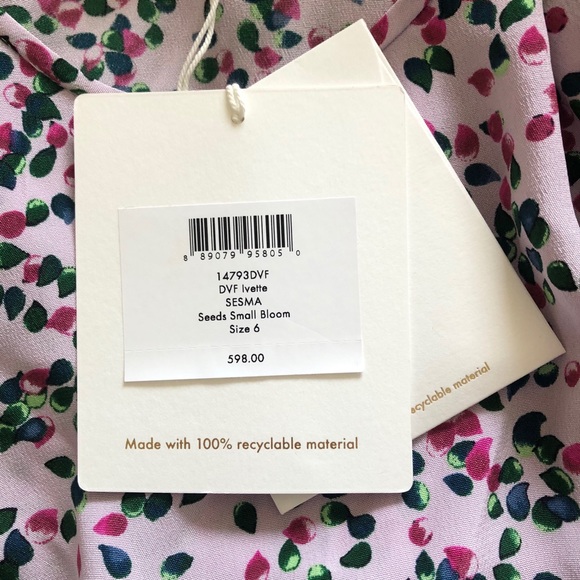 8 89079 95805 0
14793DVF
DVF Ivette
SESMA
Seeds Small Bloom
Size 6
598.00
Made with 100% recyclable material
ecyclable material